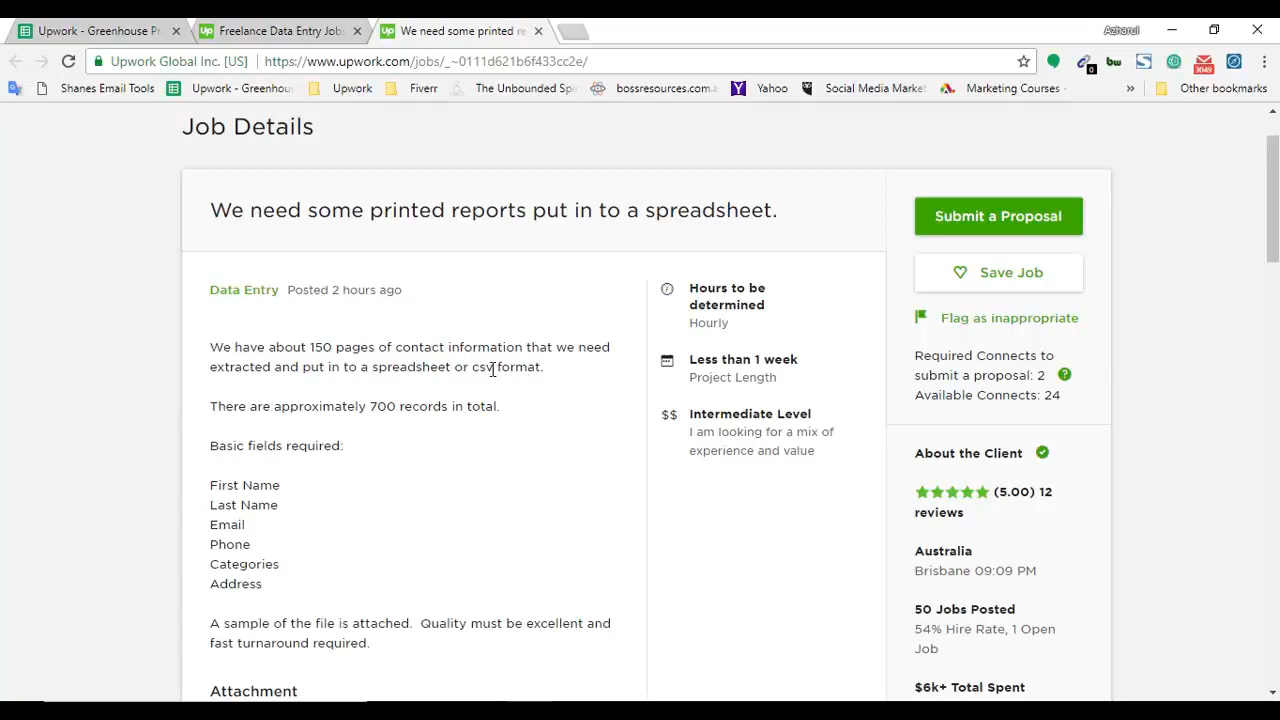 Upwork - Greenhouse P
Freelance Data Entry Job
We need some printed re
Azharul
Upwork Global Inc. [US]
https://www.upwork.com/jobs/_~0111d621b6f433cc2e/
0
bw
3049
Shanes Email Tools
Upwork - Greenhou
Upwork
Fiverr
The Unbounded Spi
bossresources.com.a
Yahoo
Social Media Market
Marketing Courses -
»
Other bookmarks
Job Details
We need some printed reports put in to a spreadsheet.
Data Entry Posted 2 hours ago
We have about 150 pages of contact information that we need
extracted and put in to a spreadsheet or csv format.
There are approximately 700 records in total.
Basic fields required:
First Name
Last Name
Email
Phone
Categories
Address
A sample of the file is attached. Quality must be excellent and
fast turnaround required.
Attachment
Hours to be
determined
Hourly
Less than 1 week
Project Length
$$ Intermediate Level
I am looking for a mix of
experience and value
Submit a Proposal
Save Job
Flag as inappropriate
Required Connects to
submit a proposal: 2 ?
Available Connects: 24
About the Client
(5.00) 12
reviews
Australia
Brisbane 09:09 PM
50 Jobs Posted
54% Hire Rate, 1 Open
Job
$6k+ Total Spent